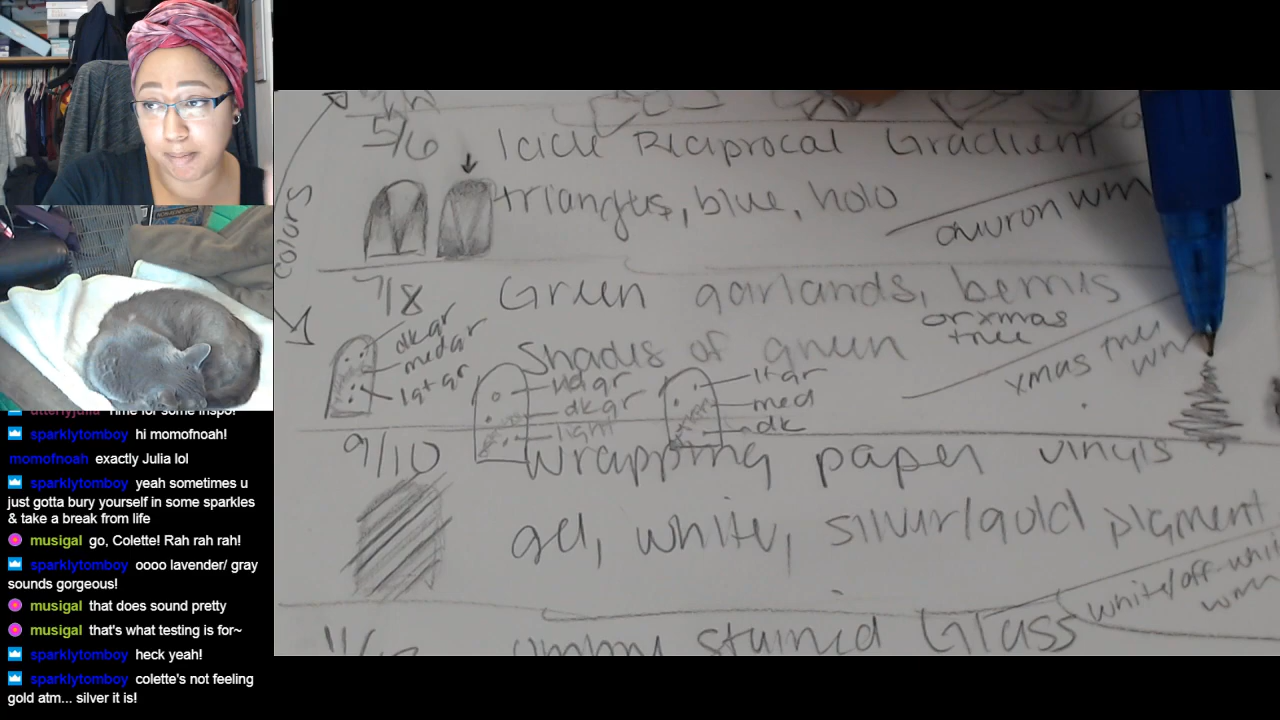 5/6 Icicle Reciprocal Gradient
triangles, blue, holo
wm
colors
7/8 Green garlands, berries
or xmas
tree
Shades of green
dk gr
med gr
lgt gr
md gr
dk gr
light
lt gr
med
dk
xmas tree
wm
9/10 Wrapping paper vinyls
gel, white, silver/gold pigment
white/off-whi
wm
stained Glass
sparklytomboy hi momofnoah!
momofnoah exactly Julia lol
sparklytomboy yeah sometimes u
just gotta bury yourself in some sparkles
& take a break from life
musigal go, Colette! Rah rah rah!
sparklytomboy oooo lavender/ gray
sounds gorgeous!
musigal that does sound pretty
musigal that's what testing is for~
sparklytomboy heck yeah!
sparklytomboy colette's not feeling
gold atm... silver it is!